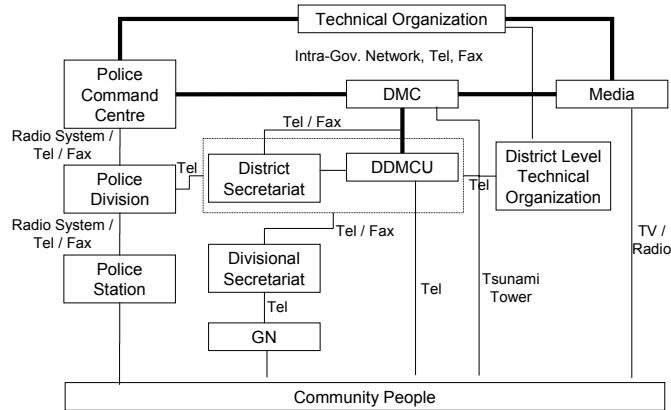 Technical Organization
Intra-Gov. Network, Tel, Fax
Police
Command
Centre
DMC
Media
Radio System /
Tel / Fax
Tel / Fax
Police
Division
Tel
District
Secretariat
DDMCU
Tel
District Level
Technical
Organization
Radio System /
Tel / Fax
Tel / Fax
TV /
Radio
Police
Station
Divisional
Secretariat
Tel
Tsunami
Tower
Tel
GN
Community People